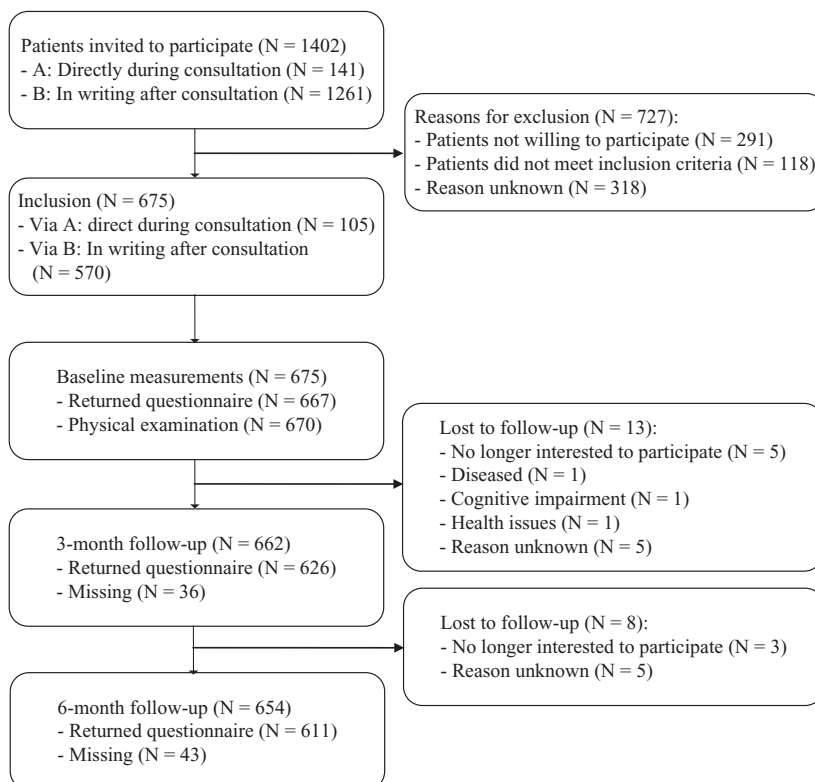 Patients invited to participate (N = 1402)
- A: Directly during consultation (N = 141)
- B: In writing after consultation (N = 1261)
Reasons for exclusion (N = 727):
- Patients not willing to participate (N = 291)
- Patients did not meet inclusion criteria (N = 118)
- Reason unknown (N = 318)
Inclusion (N = 675)
- Via A: direct during consultation (N = 105)
- Via B: In writing after consultation
(N = 570)
Baseline measurements (N = 675)
- Returned questionnaire (N = 667)
- Physical examination (N = 670)
Lost to follow-up (N = 13):
- No longer interested to participate (N = 5)
- Diseased (N = 1)
- Cognitive impairment (N = 1)
- Health issues (N = 1)
- Reason unknown (N = 5)
3-month follow-up (N = 662)
- Returned questionnaire (N = 626)
- Missing (N = 36)
Lost to follow-up (N = 8):
- No longer interested to participate (N = 3)
- Reason unknown (N = 5)
6-month follow-up (N = 654)
- Returned questionnaire (N = 611)
- Missing (N = 43)